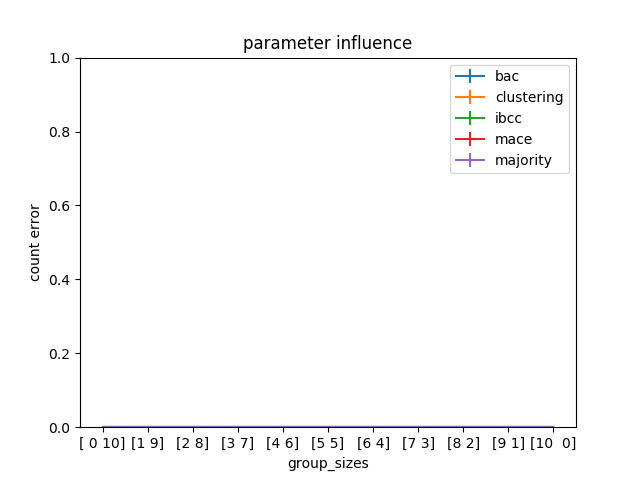 parameter influence
1.0
0.8
0.6
0.4
0.2
0.0
count error
bac
clustering
ibcc
mace
majority
[ 0 10] [1 9] [2 8] [3 7] [4 6] [5 5] [6 4] [7 3] [8 2] [9 1] [10  0]
group_sizes